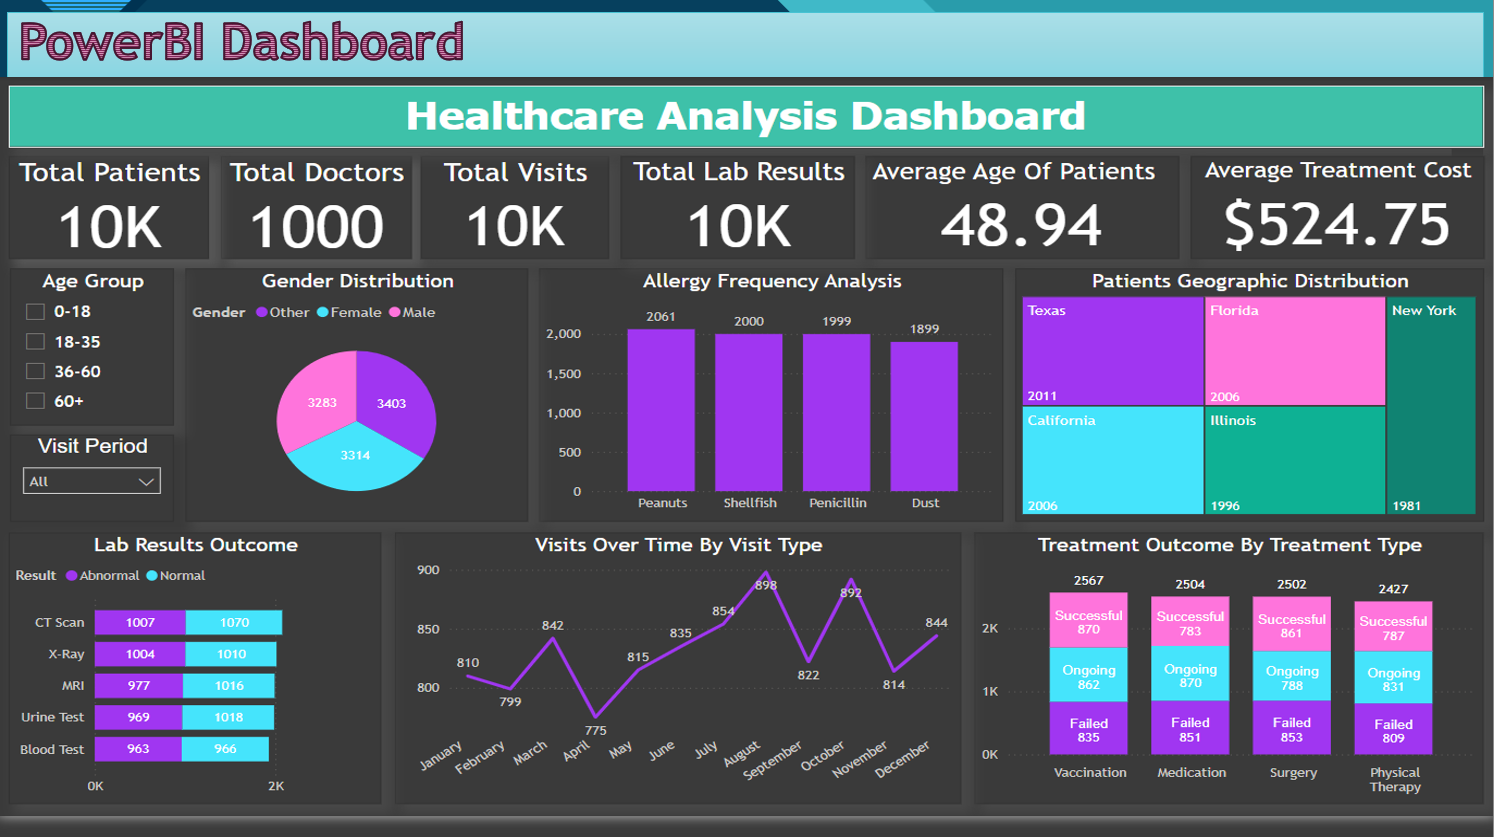 PowerBI Dashboard
Healthcare Analysis Dashboard
Total Patients
10K
Total Doctors
1000
Total Visits
10K
Total Lab Results
10K
Average Age Of Patients
48.94
Average Treatment Cost
$524.75
Age Group
0-18
18-35
36-60
60+
Visit Period
All
Gender Distribution
Gender Other Female Male
3283
3403
3314
Allergy Frequency Analysis
2,000
1,500
1,000
500
0
2061
2000
1999
1899
Peanuts
Shellfish
Penicillin
Dust
Patients Geographic Distribution
Texas
2011
Florida
2006
New York
1981
California
2006
Illinois
1996
Lab Results Outcome
Result Abnormal Normal
CT Scan 1007 1070
X-Ray 1004 1010
MRI 977 1016
Urine Test 969 1018
Blood Test 963 966
0K 2K
Visits Over Time By Visit Type
900
850
800
810
799
842
775
815
835
854
898
822
892
814
844
January
February
March
April
May
June
July
August
September
October
November
December
Treatment Outcome By Treatment Type
2K
1K
0K
2567
Successful
870
Ongoing
862
Failed
835
Vaccination
2504
Successful
783
Ongoing
870
Failed
851
Medication
2502
Successful
861
Ongoing
788
Failed
853
Surgery
2427
Successful
787
Ongoing
831
Failed
809
Physical
Therapy